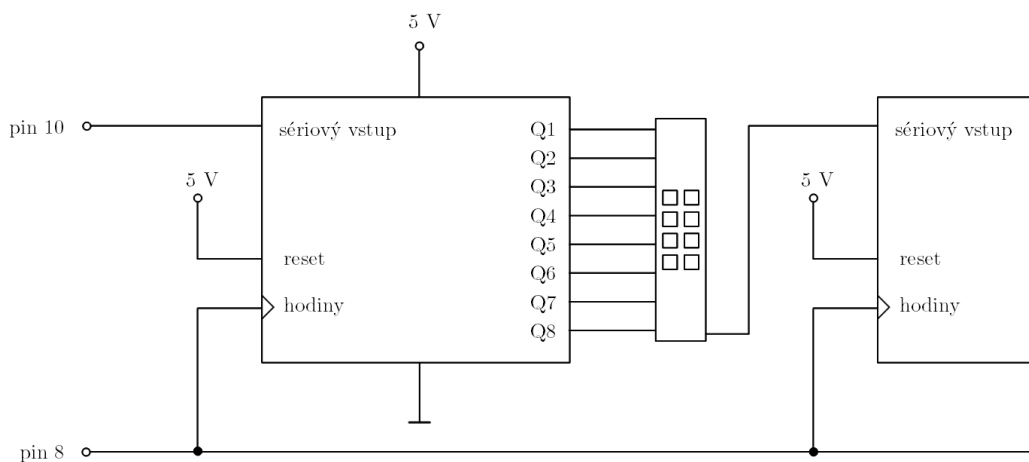 5 V
pin 10
sériový vstup
Q1
sériový vstup
Q2
5 V
Q3
5 V
Q4
Q5
reset
Q6
reset
hodiny
Q7
hodiny
Q8
pin 8